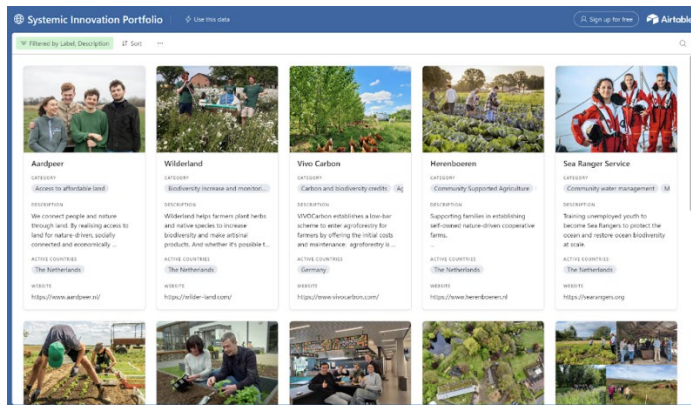 Systemic Innovation Portfolio
Use this data
Sign up for free
Airtable
Filtered by Label, Description
Sort
...
Aardpeer
CATEGORY
Access to affordable land
DESCRIPTION
We connect people and nature
through land. By realising access to
land for nature-driven, socially
connected and economically ...
ACTIVE COUNTRIES
The Netherlands
WEBSITE
https://www.aardpeer.nl/
Wilderland
CATEGORY
Biodiversity increase and monitori...
DESCRIPTION
Wilderland helps farmers plant herbs
and native species to increase
biodiversity and make artisinal
products. And whether it's possible t...
ACTIVE COUNTRIES
The Netherlands
WEBSITE
https://wilder-land.com/
Vivo Carbon
CATEGORY
Carbon and biodiversity credits Ag
DESCRIPTION
VIVOCarbon establishes a low-bar
scheme to enter agroforestry for
farmers by offering the initial costs
and maintenance. agroforestry is ...
ACTIVE COUNTRIES
Germany
WEBSITE
https://www.vivocarbon.com/
Herenboeren
CATEGORY
Community Supported Agriculture
DESCRIPTION
Supporting families in establishing
self-owned nature-driven cooperative
farms.
...
ACTIVE COUNTRIES
The Netherlands
WEBSITE
https://www.herenboeren.nl
Sea Ranger Service
CATEGORY
Community water management M
DESCRIPTION
Training unemployed youth to
become Sea Rangers to protect the
ocean and restore ocean biodiversity
at scale.
ACTIVE COUNTRIES
The Netherlands
WEBSITE
https://searangers.org